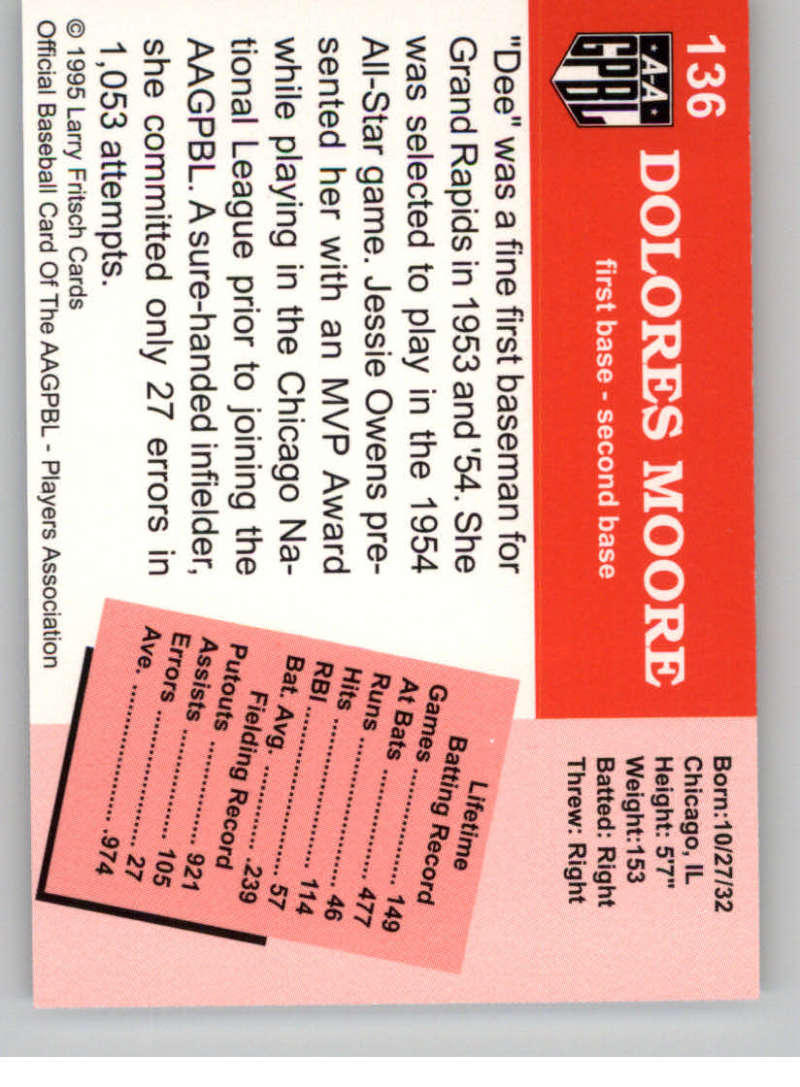 136
AA
GPBL
DOLORES MOORE
first base - second base
Born:10/27/32
Chicago, IL
Height: 5'7"
Weight:153
Batted: Right
Threw: Right
"Dee" was a fine first baseman for
Grand Rapids in 1953 and '54. She
was selected to play in the 1954
All-Star game. Jessie Owens pre-
sented her with an MVP Award
while playing in the Chicago Na-
tional League prior to joining the
AAGPBL. A sure-handed infielder,
she committed only 27 errors in
1,053 attempts.
© 1995 Larry Fritsch Cards
Official Baseball Card Of The AAGPBL - Players Association
Lifetime
Batting Record
Games .................. 149
At Bats ................. 477
Runs ..................... 46
Hits ...................... 114
RBI ........................ 57
Bat. Avg. .............. .239
Fielding Record
Putouts ................ 921
Assists ................. 105
Errors .................... 27
Ave. ..................... .974